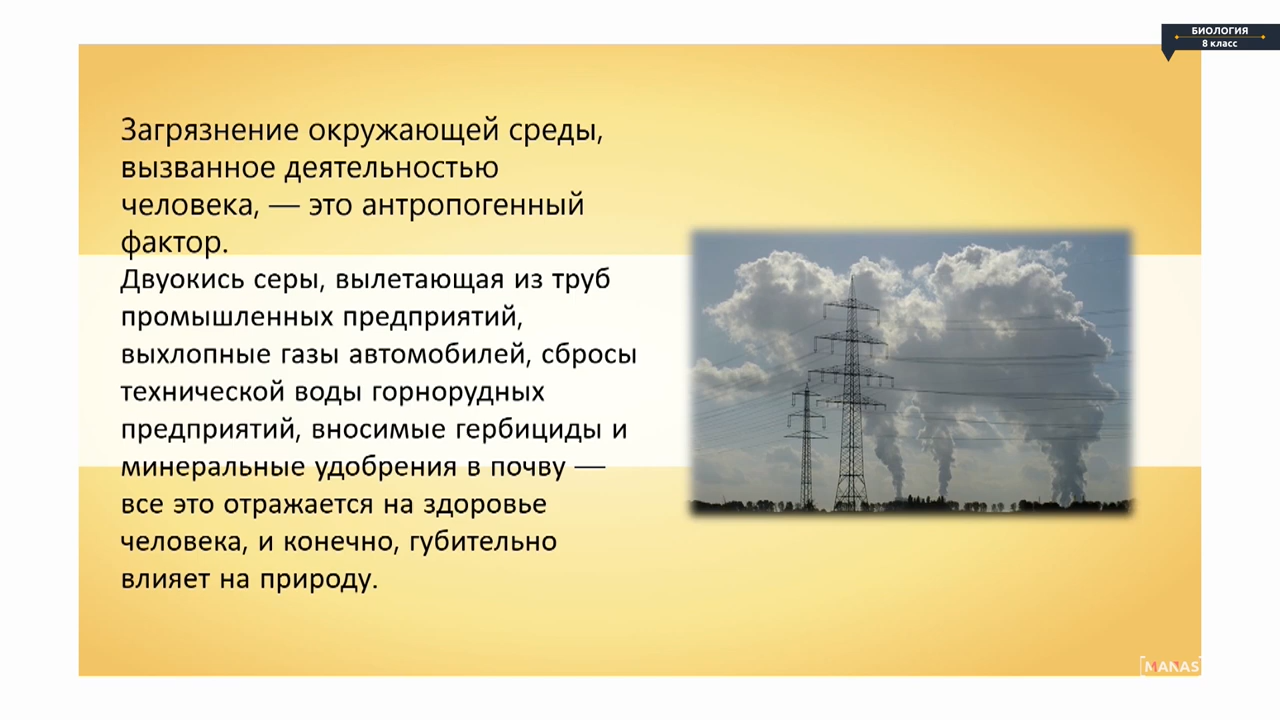 БИОЛОГИЯ
8 класс
Загрязнение окружающей среды,
вызванное деятельностью
человека, — это антропогенный
фактор.
Двуокись серы, вылетающая из труб
промышленных предприятий,
выхлопные газы автомобилей, сбросы
технической воды горнорудных
предприятий, вносимые гербициды и
минеральные удобрения в почву —
все это отражается на здоровье
человека, и конечно, губительно
влияет на природу.
MANAS